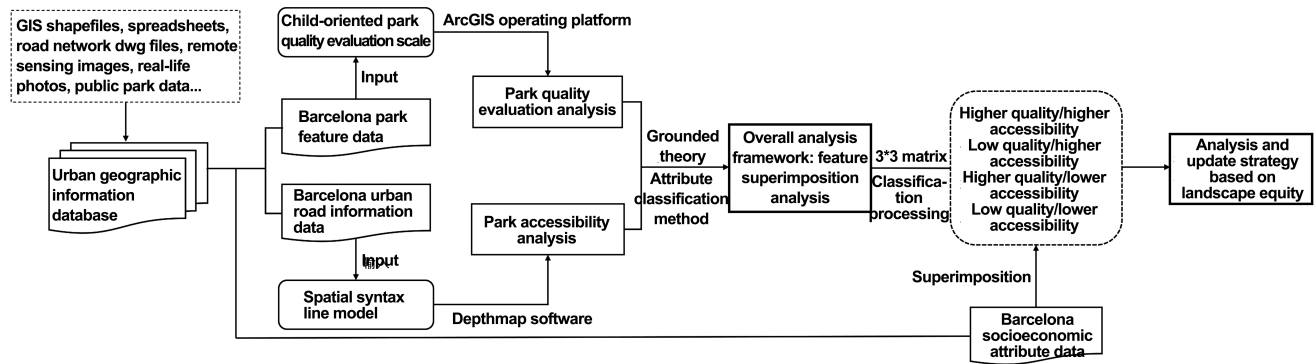 GIS shapefiles, spreadsheets,
road network dwg files, remote
sensing images, real-life
photos, public park data...
Urban geographic
information
database
Child-oriented park
quality evaluation scale
Input
Barcelona park
feature data
Barcelona urban
road information
data
Input
Spatial syntax
line model
ArcGIS operating platform
Park quality
evaluation analysis
Park accessibility
analysis
Depthmap software
Grounded
theory
Attribute
classification
method
Overall analysis
framework: feature
superimposition
analysis
3*3 matrix
Classifica-
tion
processing
Higher quality/higher
accessibility
Low quality/higher
accessibility
Higher quality/lower
accessibility
Low quality/lower
accessibility
Superimposition
Barcelona
socioeconomic
attribute data
Analysis and
update strategy
based on
landscape equity